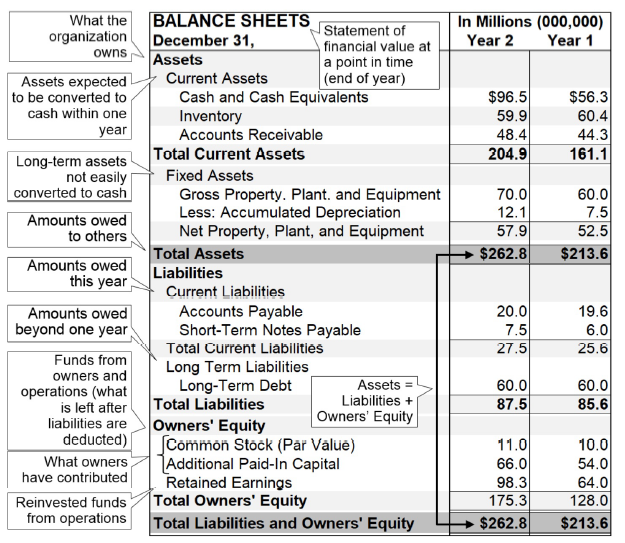 What the
organization
owns
Assets expected
to be converted to
cash within one
year
Long-term assets
not easily
converted to cash
Amounts owed
to others
Amounts owed
this year
Amounts owed
beyond one year
Funds from
owners and
operations (what
is left after
liabilities are
deducted)
What owners
have contributed
Reinvested funds
from operations
BALANCE SHEETS In Millions (000,000)
December 31, Year 2 Year 1
Statement of
financial value at
a point in time
(end of year)
Assets
Current Assets
Cash and Cash Equivalents $96.5 $56.3
Inventory 59.9 60.4
Accounts Receivable 48.4 44.3
Total Current Assets 204.9 161.1
Fixed Assets
Gross Property. Plant. and Equipment 70.0 60.0
Less: Accumulated Depreciation 12.1 7.5
Net Property, Plant, and Equipment 57.9 52.5
Total Assets $262.8 $213.6
Liabilities
Current Liabilities
Accounts Payable 20.0 19.6
Short-Term Notes Payable 7.5 6.0
Total Current Liabilities 27.5 25.6
Long Term Liabilities
Long-Term Debt 60.0 60.0
Total Liabilities 87.5 85.6
Assets =
Liabilities +
Owners' Equity
Owners' Equity
Common Stock (Par Value) 11.0 10.0
Additional Paid-In Capital 66.0 54.0
Retained Earnings 98.3 64.0
Total Owners' Equity 175.3 128.0
Total Liabilities and Owners' Equity $262.8 $213.6